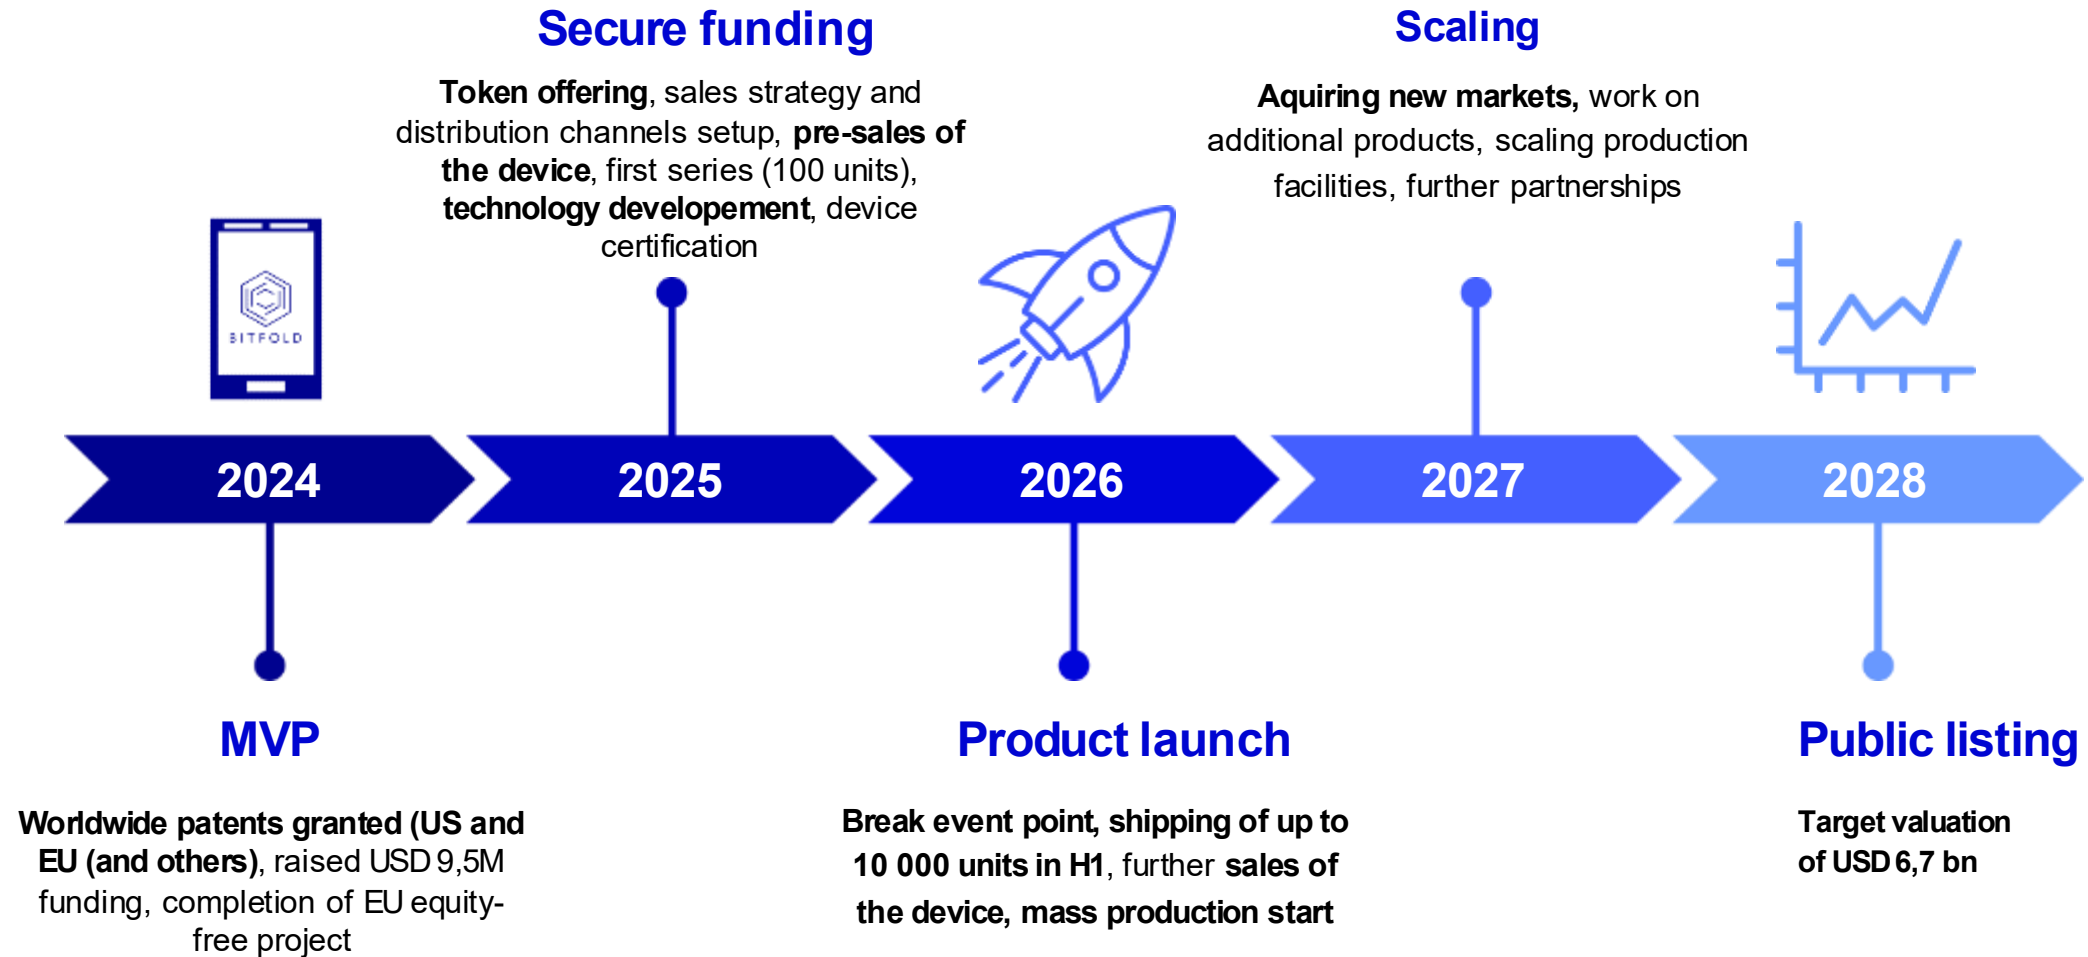 Secure funding
Token offering, sales strategy and
distribution channels setup, pre-sales of
the device, first series (100 units),
technology developement, device
certification
Scaling
Aquiring new markets, work on
additional products, scaling production
facilities, further partnerships
BITFOLD
2024
2025
2026
2027
2028
MVP
Worldwide patents granted (US and
EU (and others), raised USD 9,5M
funding, completion of EU equity-
free project
Product launch
Break event point, shipping of up to
10 000 units in H1, further sales of
the device, mass production start
Public listing
Target valuation
of USD 6,7 bn